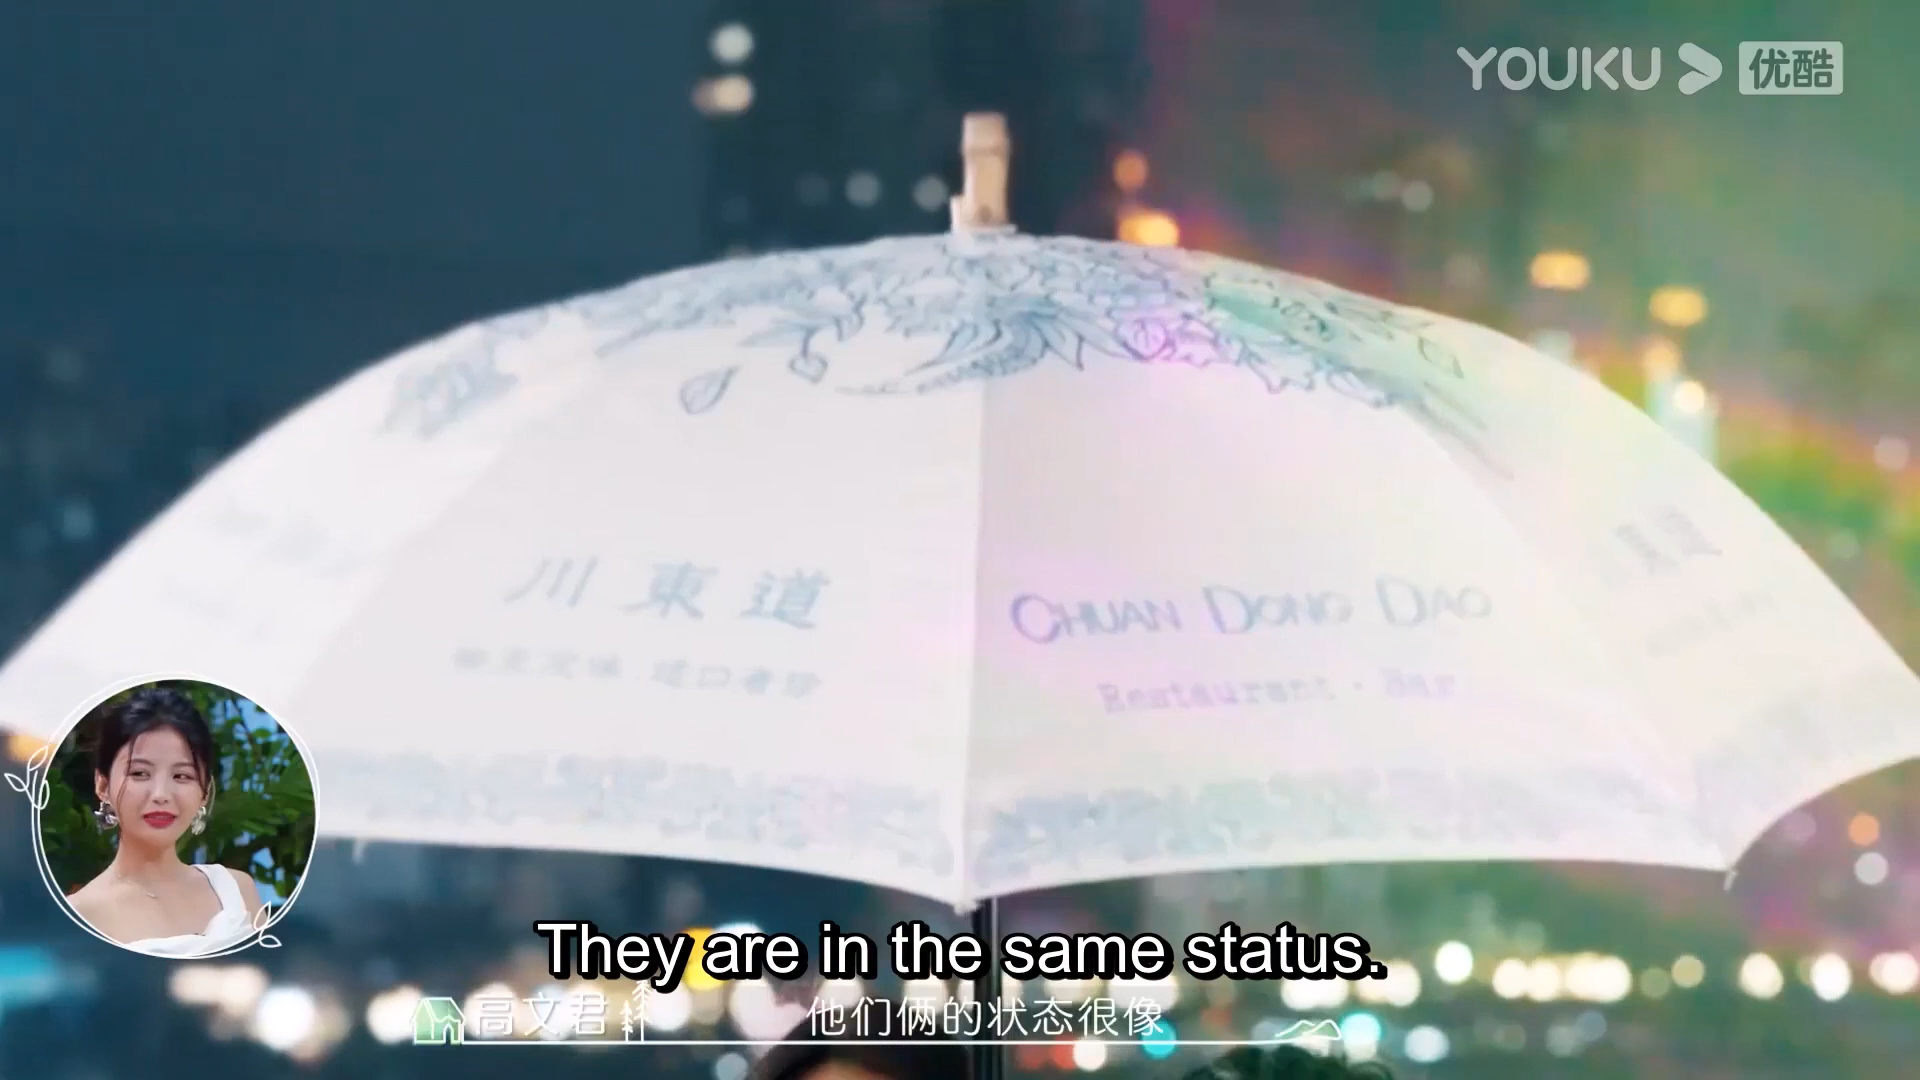 YOUKU 优酷
川東道
CHUAN DONG DAO
Restaurant · Bar
They are in the same status.
高文君 他们俩的状态很像